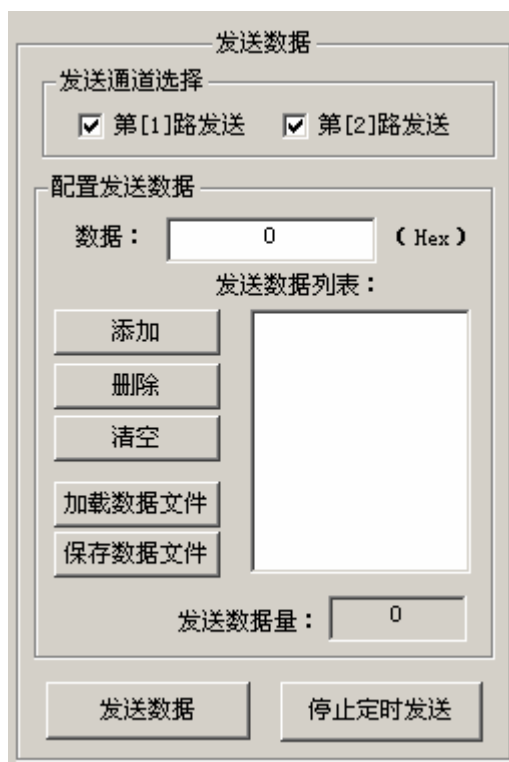 发送数据
发送通道选择
第[1]路发送 第[2]路发送
配置发送数据
数据： 0 (Hex)
发送数据列表：
添加
删除
清空
加载数据文件
保存数据文件
发送数据量： 0
发送数据 停止定时发送